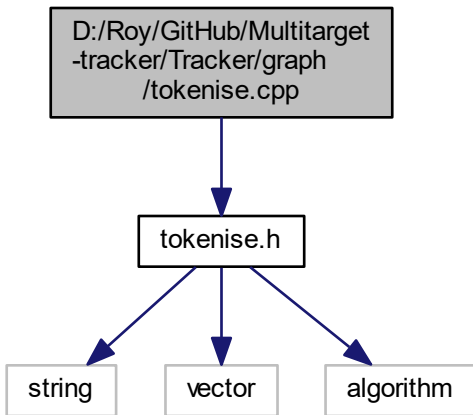 D:/Roy/GitHub/Multitarget
-tracker/Tracker/graph
/tokenise.cpp
tokenise.h
string
vector
algorithm